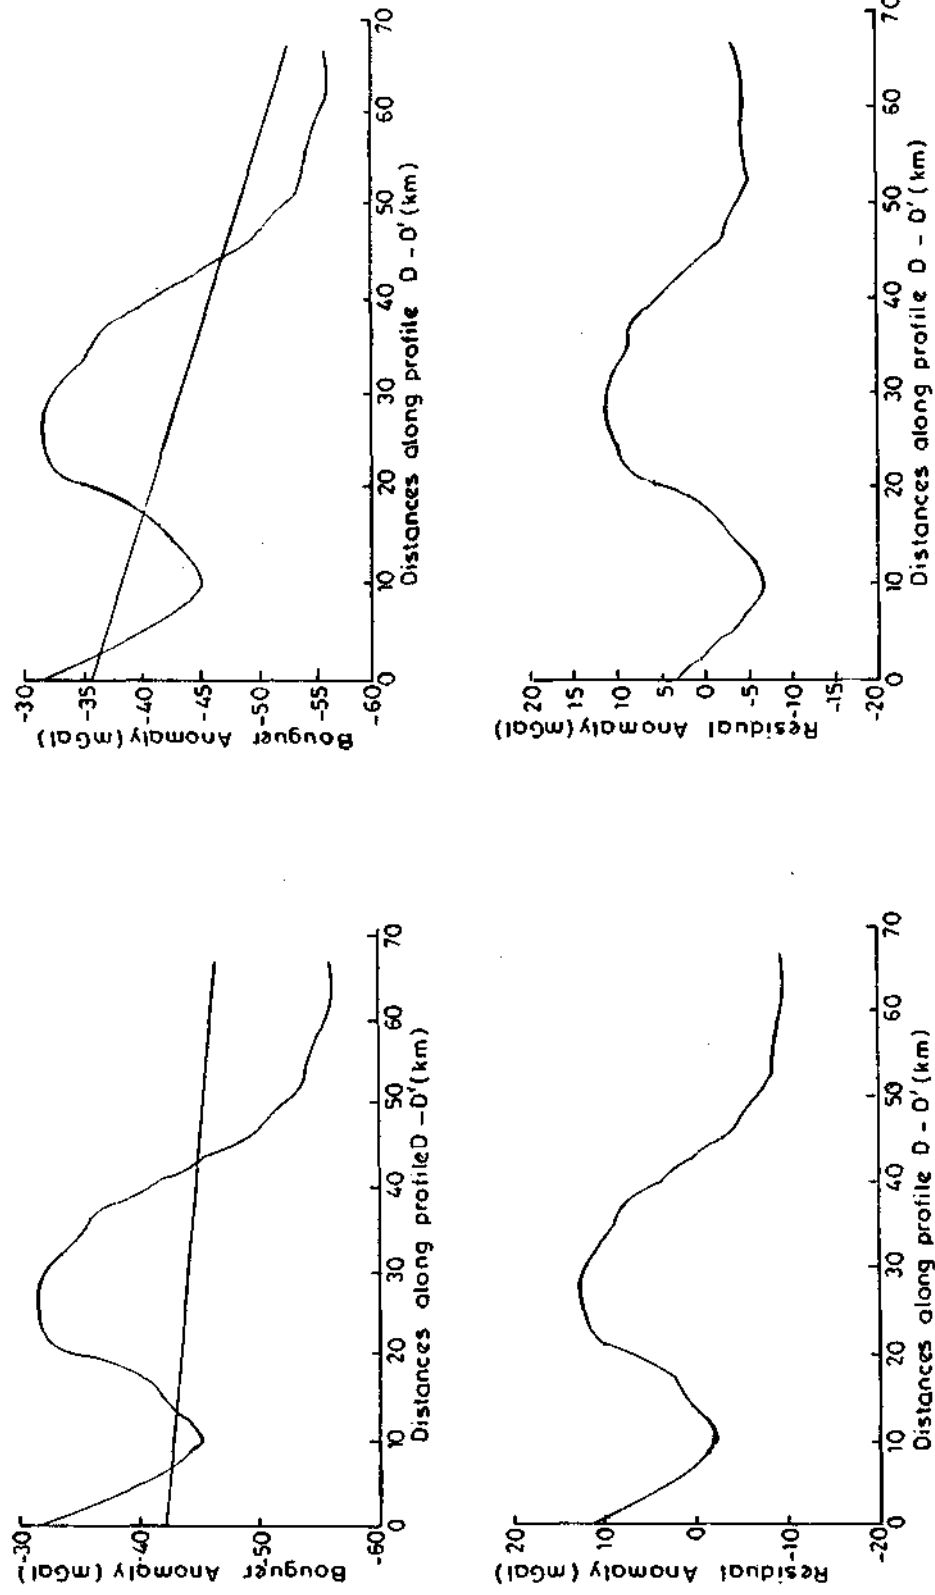 -30
-40
-50
-60
Bouguer Anomaly (mGal)
0 10 20 30 40 50 60 70
Distances along profile D - D' (km)
-30
-35
-40
-45
-50
-55
-60
Bouguer Anomaly (mGal)
0 10 20 30 40 50 60 70
Distances along profile D - D' (km)
20
10
0
-10
-20
Residual Anomaly (mGal)
0 10 20 30 40 50 60 70
Distances along profile D - D' (km)
20
15
10
5
0
-5
-10
-15
-20
Residual Anomaly (mGal)
0 10 20 30 40 50 60 70
Distances along profile D - D' (km)